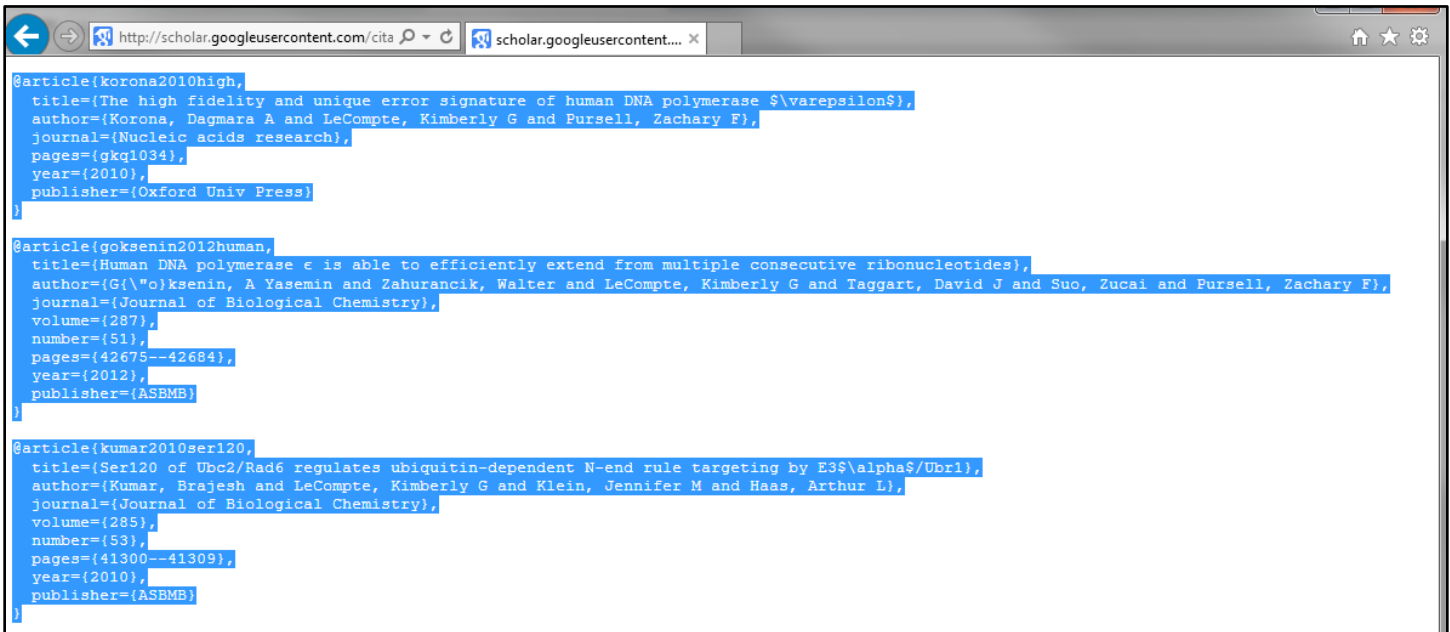 http://scholar.googleusercontent.com/cita
scholar.googleusercontent....
@article{korona2010high,
  title={The high fidelity and unique error signature of human DNA polymerase $\varepsilon$},
  author={Korona, Dagmara A and LeCompte, Kimberly G and Pursell, Zachary F},
  journal={Nucleic acids research},
  pages={gkq1034},
  year={2010},
  publisher={Oxford Univ Press}
}
@article{goksenin2012human,
  title={Human DNA polymerase ϵ is able to efficiently extend from multiple consecutive ribonucleotides},
  author={G{\"o}ksenin, A Yasemin and Zahurancik, Walter and LeCompte, Kimberly G and Taggart, David J and Suo, Zucai and Pursell, Zachary F},
  journal={Journal of Biological Chemistry},
  volume={287},
  number={51},
  pages={42675--42684},
  year={2012},
  publisher={ASBMB}
}
@article{kumar2010ser120,
  title={Ser120 of Ubc2/Rad6 regulates ubiquitin-dependent N-end rule targeting by E3$\alpha$/Ubr1},
  author={Kumar, Brajesh and LeCompte, Kimberly G and Klein, Jennifer M and Haas, Arthur L},
  journal={Journal of Biological Chemistry},
  volume={285},
  number={53},
  pages={41300--41309},
  year={2010},
  publisher={ASBMB}
}